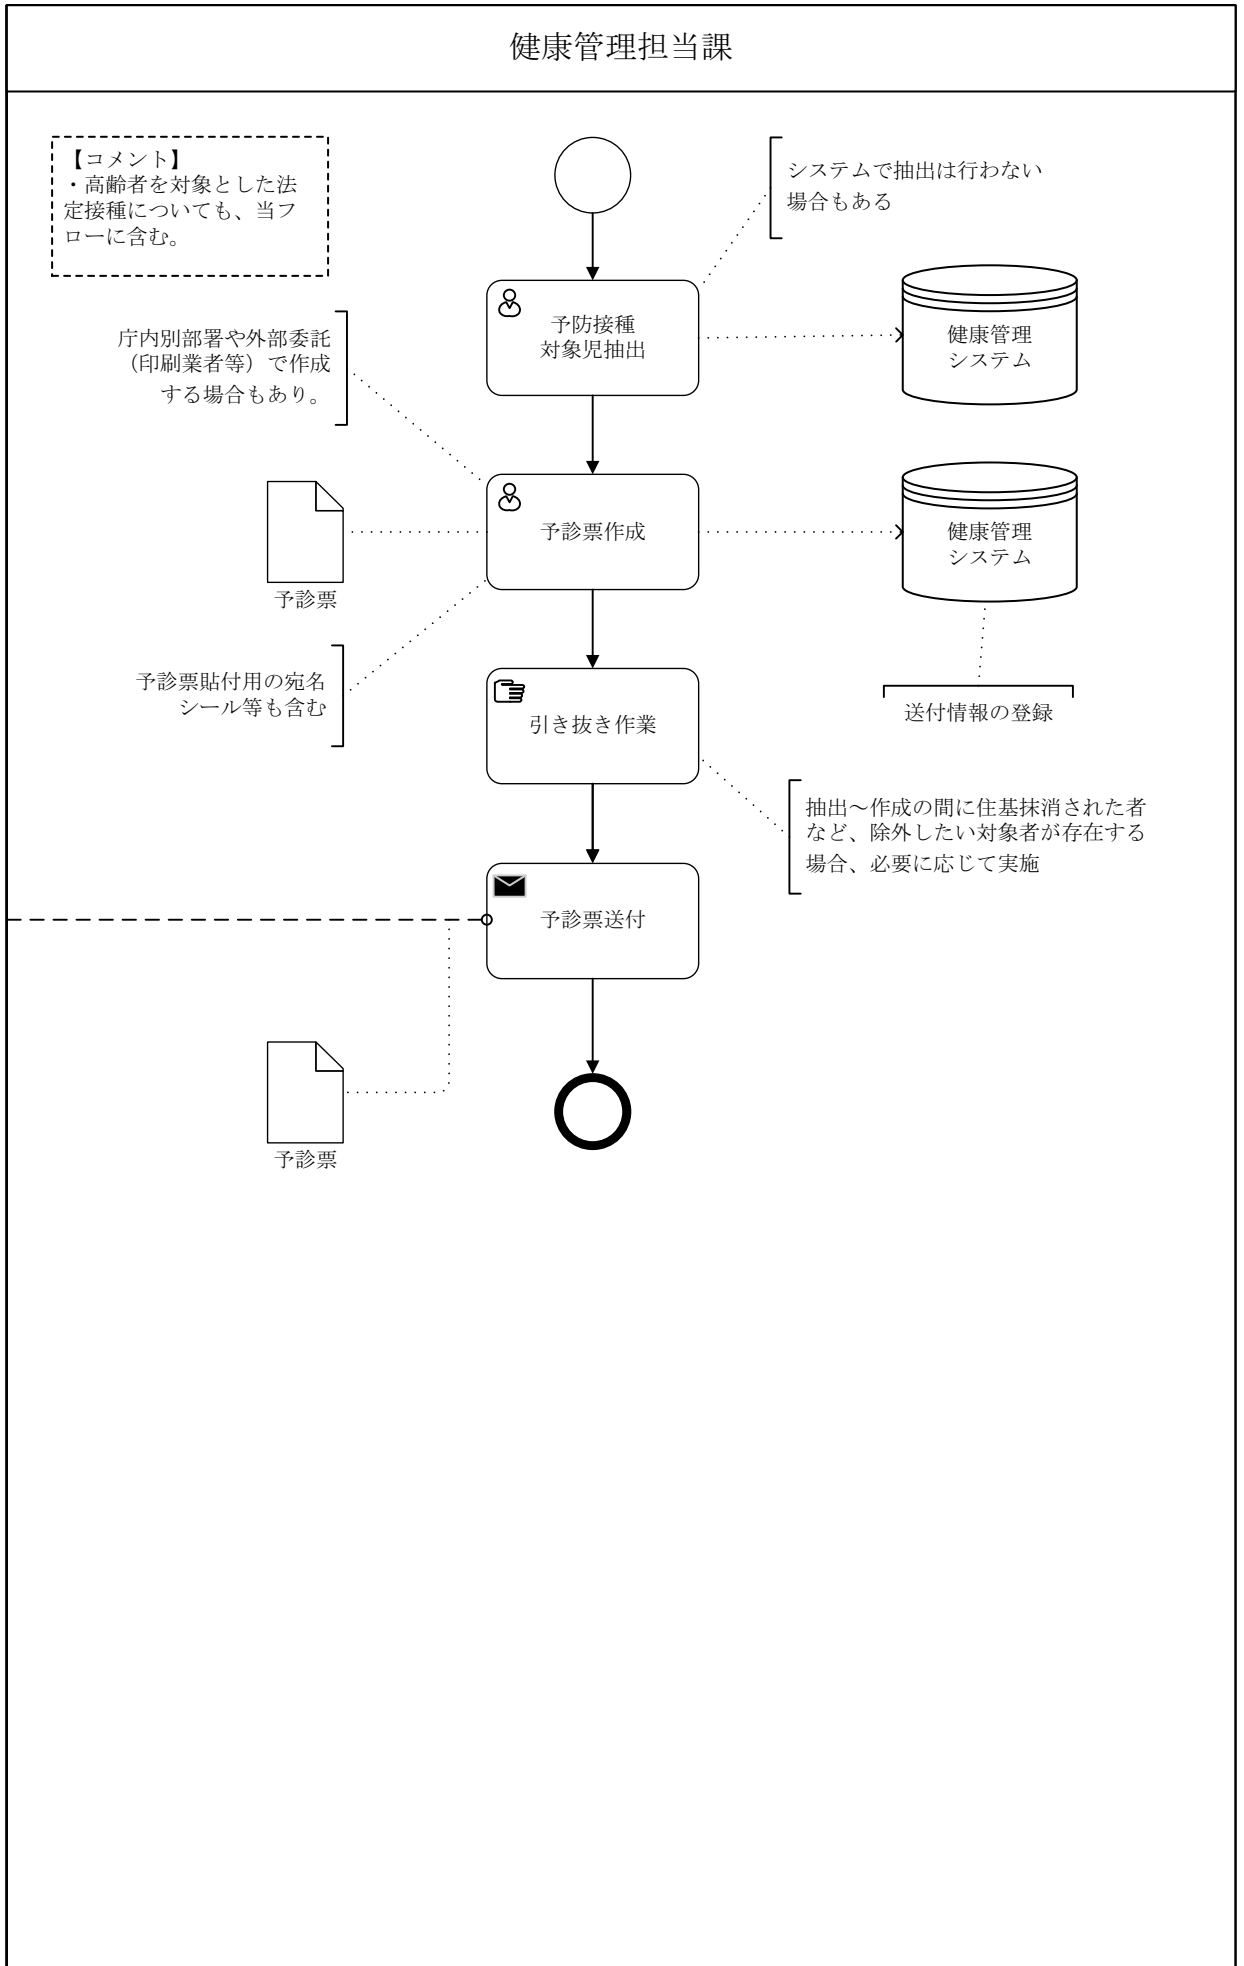 健康管理担当課
【コメント】
・高齢者を対象とした法
定接種についても、当フ
ローに含む。
システムで抽出は行わない
場合もある
予防接種
対象児抽出
健康管理
システム
庁内別部署や外部委託
（印刷業者等）で作成
する場合もあり。
予診票作成
健康管理
システム
予診票
予診票貼付用の宛名
シール等も含む
引き抜き作業
送付情報の登録
抽出～作成の間に住基抹消された者
など、除外したい対象者が存在する
場合、必要に応じて実施
予診票送付
予診票